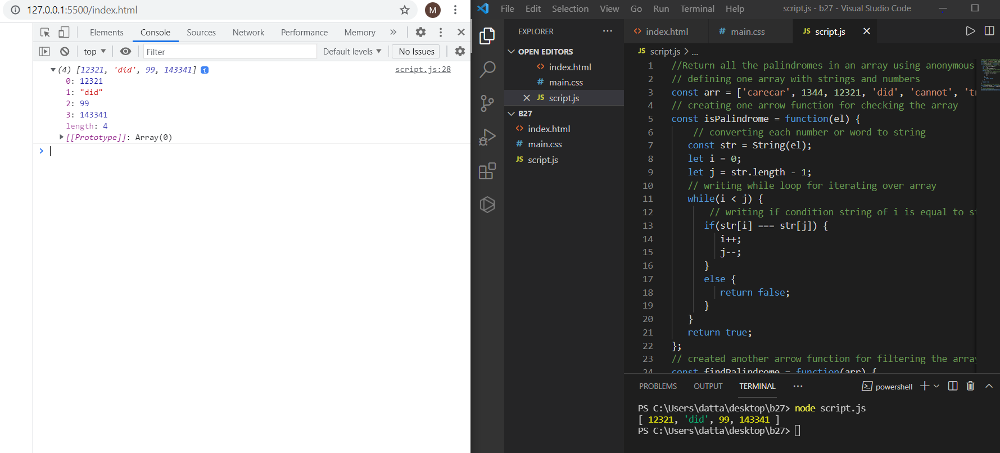 127.0.0.1:5500/index.html
M
Elements Console Sources Network Performance Memory »
top Filter Default levels No Issues
(4) [12321, 'did', 99, 143341] i script.js:28
0: 12321
1: "did"
2: 99
3: 143341
length: 4
[[Prototype]]: Array(0)
>
File Edit Selection View Go Run Terminal Help script.js - b27 - Visual Studio Code
EXPLORER ...
OPEN EDITORS
<> index.html
# main.css
JS script.js
B27
<> index.html
# main.css
JS script.js
<> index.html # main.css JS script.js
JS script.js > ...
1 //Return all the palindromes in an array using anonymous
2 // defining one array with strings and numbers
3 const arr = ['carecar', 1344, 12321, 'did', 'cannot', 'tr
4 // creating one arrow function for checking the array
5 const isPalindrome = function(el) {
6 // converting each number or word to string
7 const str = String(el);
8 let i = 0;
9 let j = str.length - 1;
10 // writing while loop for iterating over array
11 while(i < j) {
12 // writing if condition string of i is equal to st
13 if(str[i] === str[j]) {
14 i++;
15 j--;
16 }
17 else {
18 return false;
19 }
20 }
21 return true;
22 };
23 // created another arrow function for filtering the array
24 const findPalindrome = function(arr) {
PROBLEMS OUTPUT TERMINAL ... powershell
PS C:\Users\datta\desktop\b27> node script.js
[ 12321, 'did', 99, 143341 ]
PS C:\Users\datta\desktop\b27>